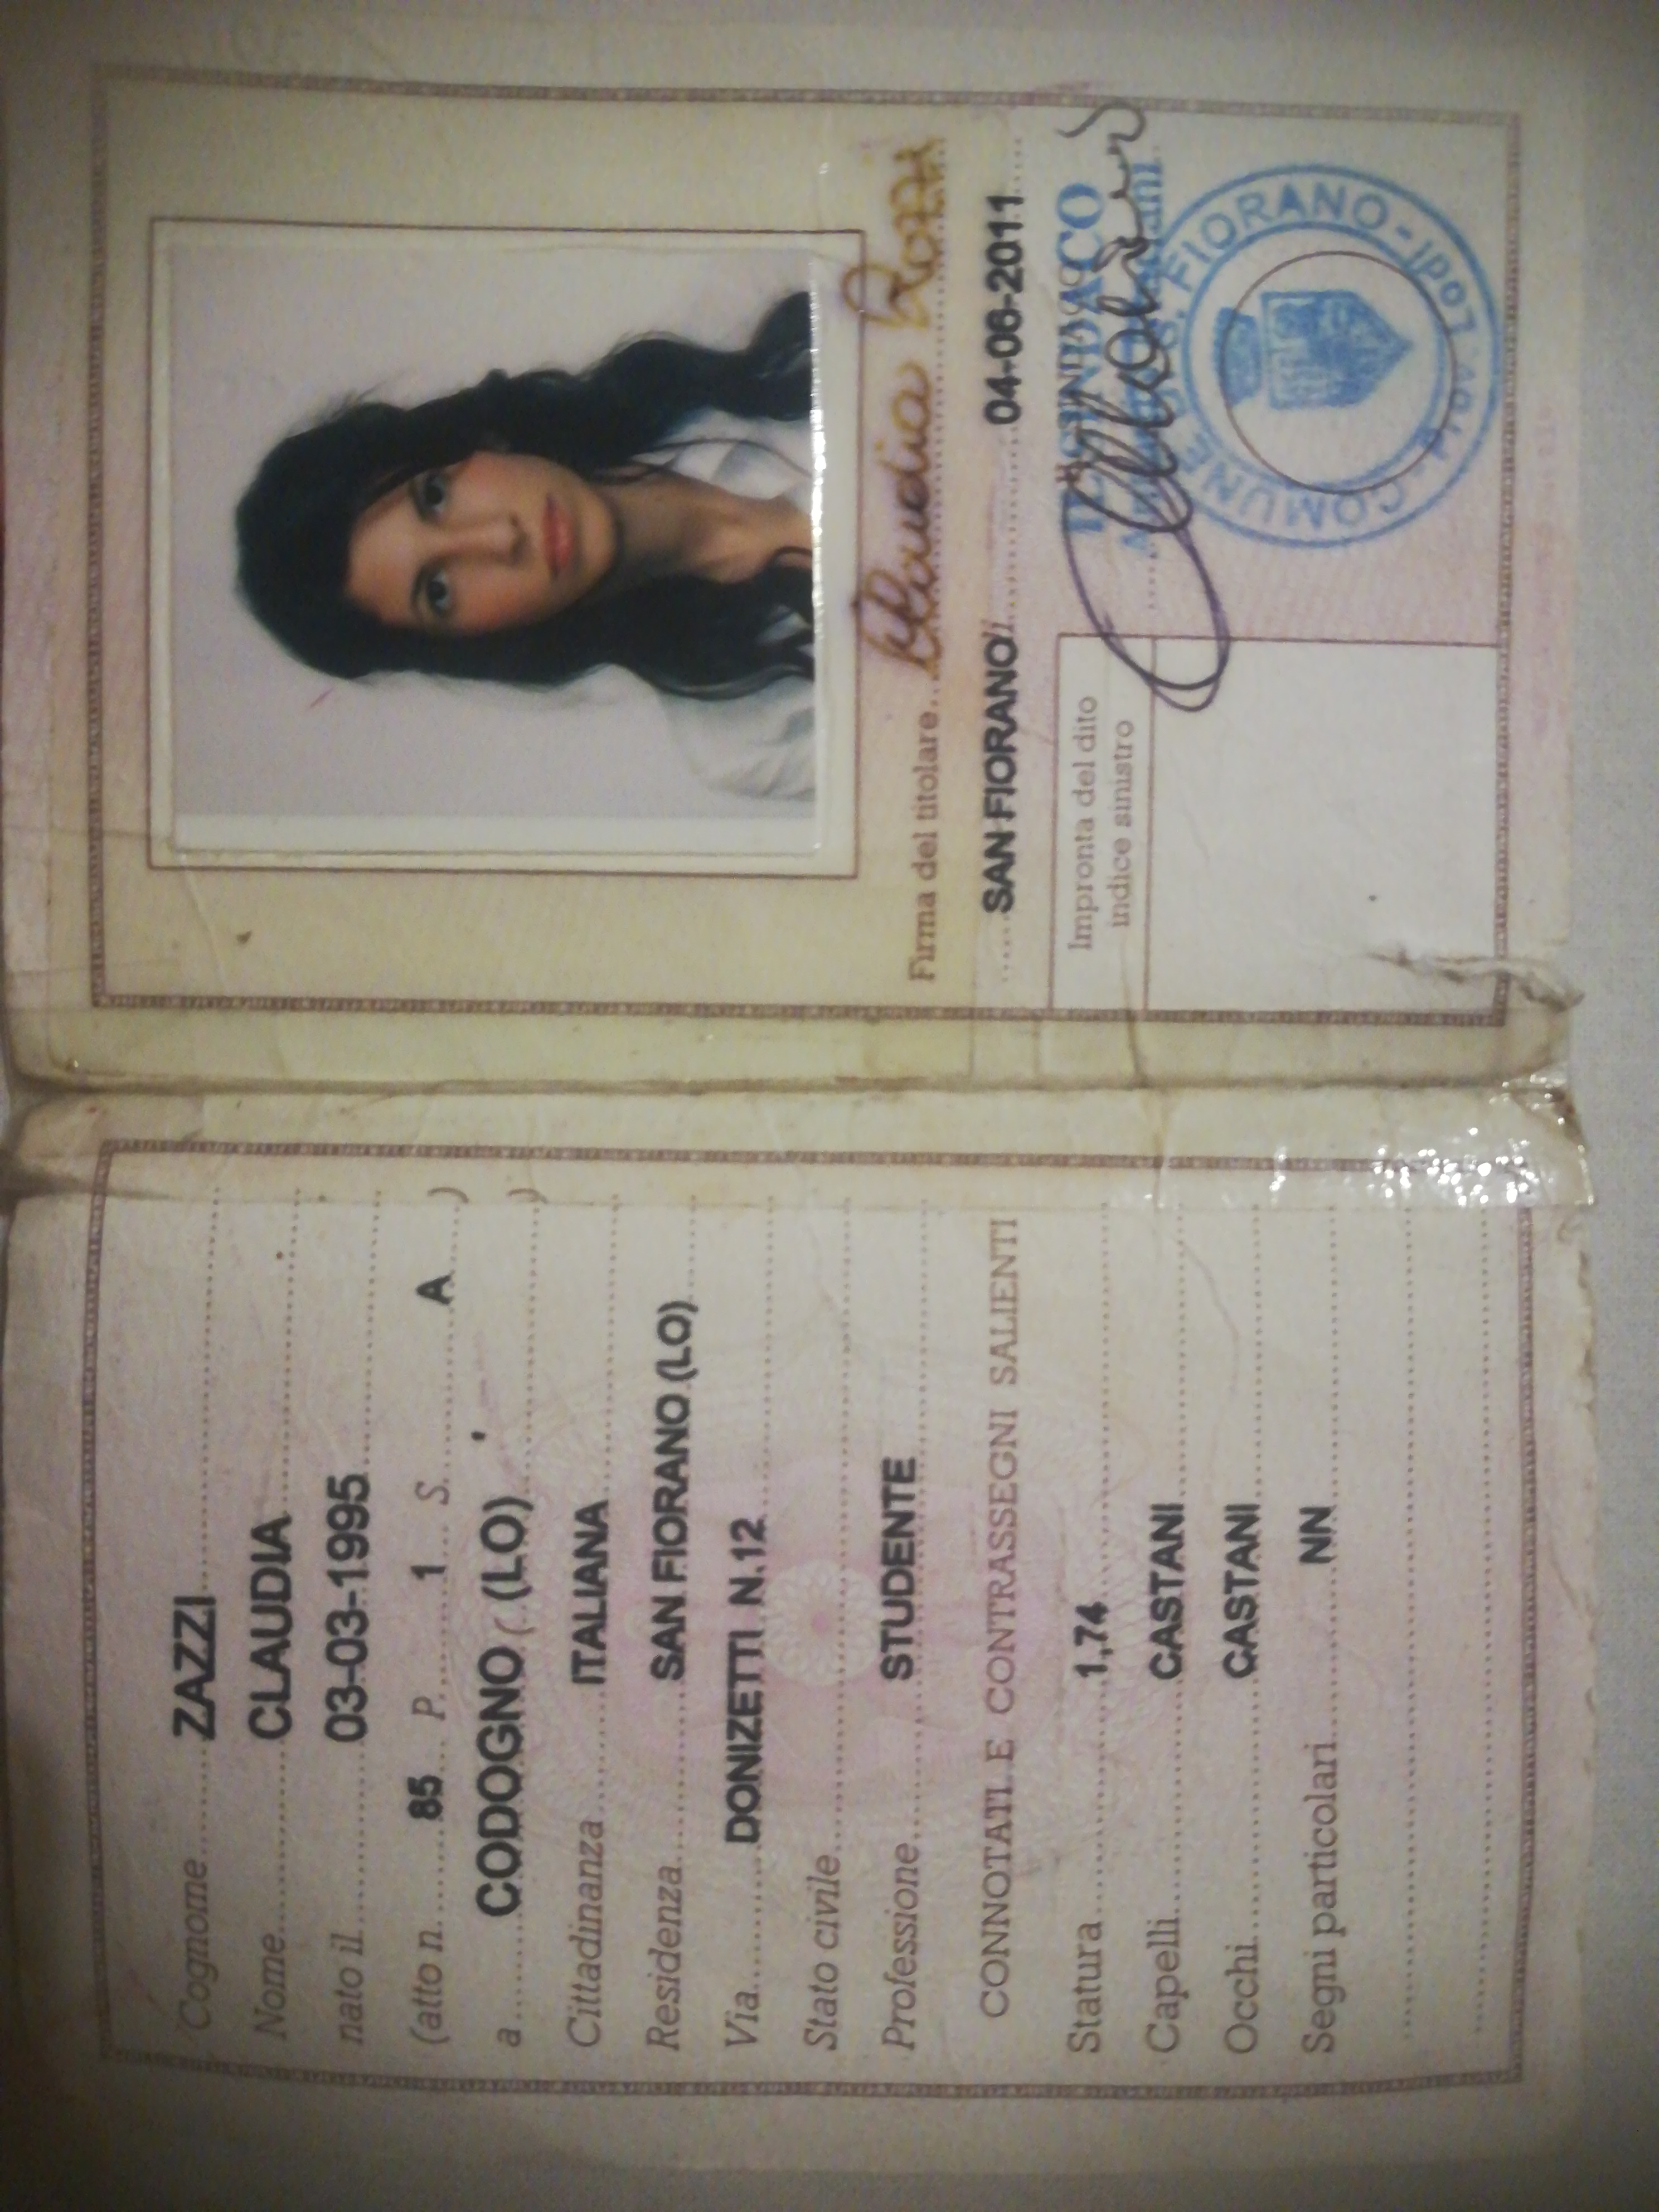 Cognome ZAZZI
Nome CLAUDIA
nato il 03-03-1995
(atto n. 85 P. 1 S. A )
a CODOGNO ( (LO) )
Cittadinanza ITALIANA
Residenza SAN FIORANO (LO)
Via DONIZETTI N.12
Stato civile
Professione STUDENTE
CONNOTATI E CONTRASSEGNI SALIENTI
Statura 1,74
Capelli CASTANI
Occhi CASTANI
Segni particolari NN
Firma del titolare Claudia
SAN FIORANO li 04-06-2011
Impronta del dito
indice sinistro
IL SINDACO
COMUNE DI S. FIORANO - (Lodi)